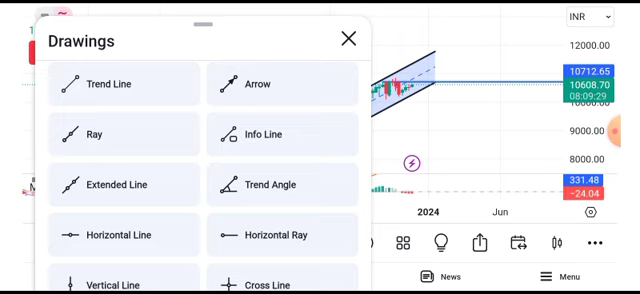 Drawings
Trend Line
Arrow
Ray
Info Line
Extended Line
Trend Angle
Horizontal Line
Horizontal Ray
Vertical Line
Cross Line
INR
12000.00
10712.65
10608.70
08:09:29
10000.00
9000.00
8000.00
331.48
−24.04
2024
Jun
News
Menu